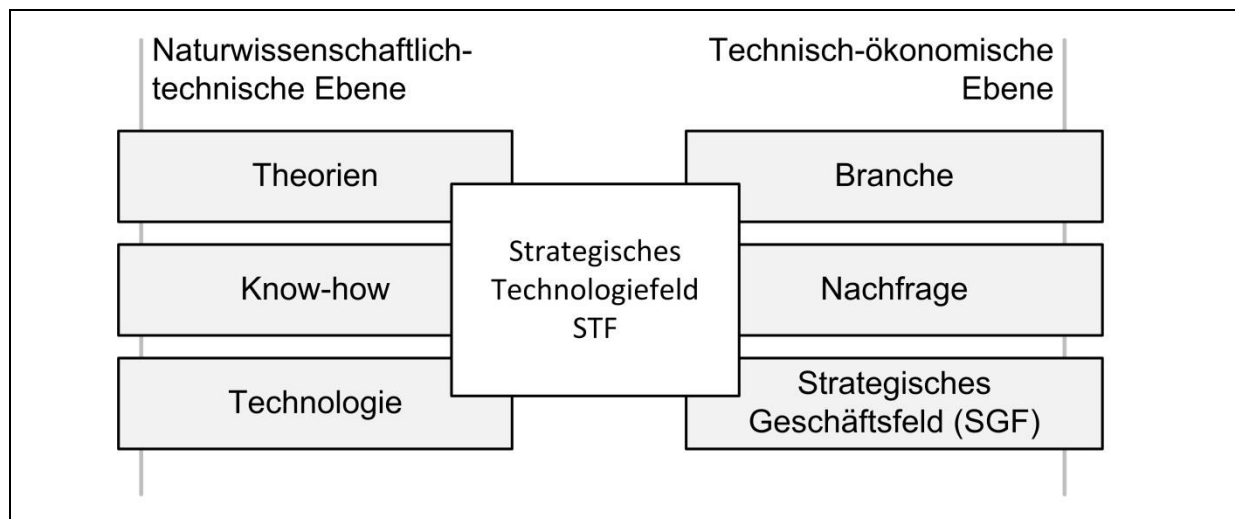 Naturwissenschaftlich-
technische Ebene
Technisch-ökonomische
Ebene
Theorien
Know-how
Technologie
Strategisches
Technologiefeld
STF
Branche
Nachfrage
Strategisches
Geschäftsfeld (SGF)